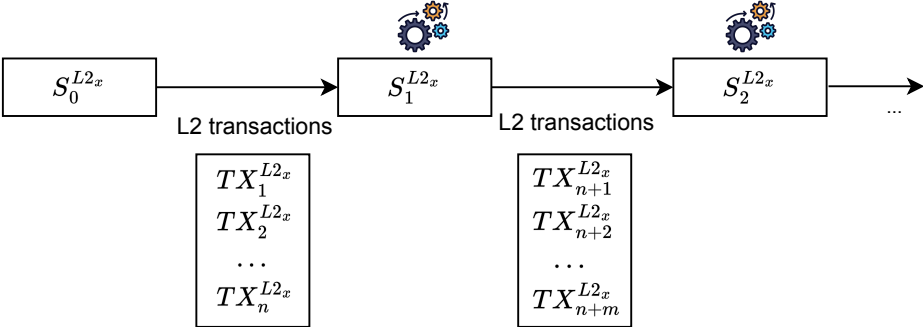 $S_0^{L2_x}$ $S_1^{L2_x}$ $S_2^{L2_x}$
...
L2 transactions L2 transactions
$TX_1^{L2_x}$
$TX_2^{L2_x}$
...
$TX_n^{L2_x}$
$TX_{n+1}^{L2_x}$
$TX_{n+2}^{L2_x}$
...
$TX_{n+m}^{L2_x}$